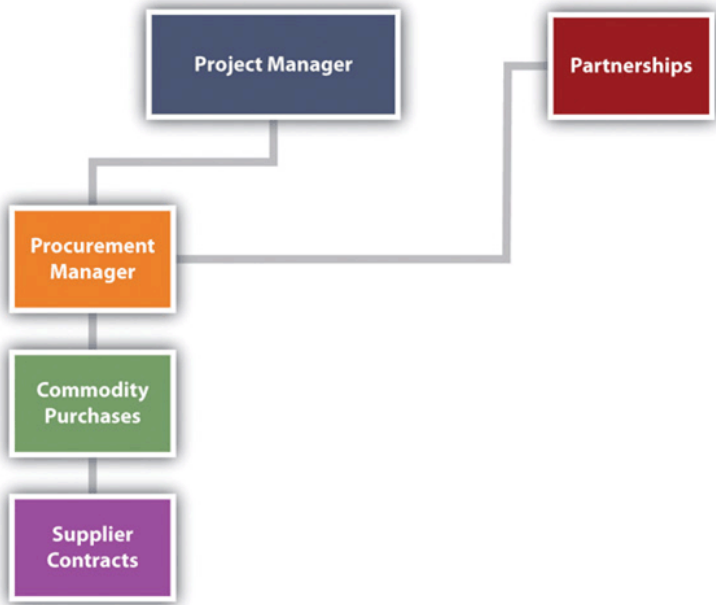 Project Manager
Partnerships
Procurement
Manager
Commodity
Purchases
Supplier
Contracts